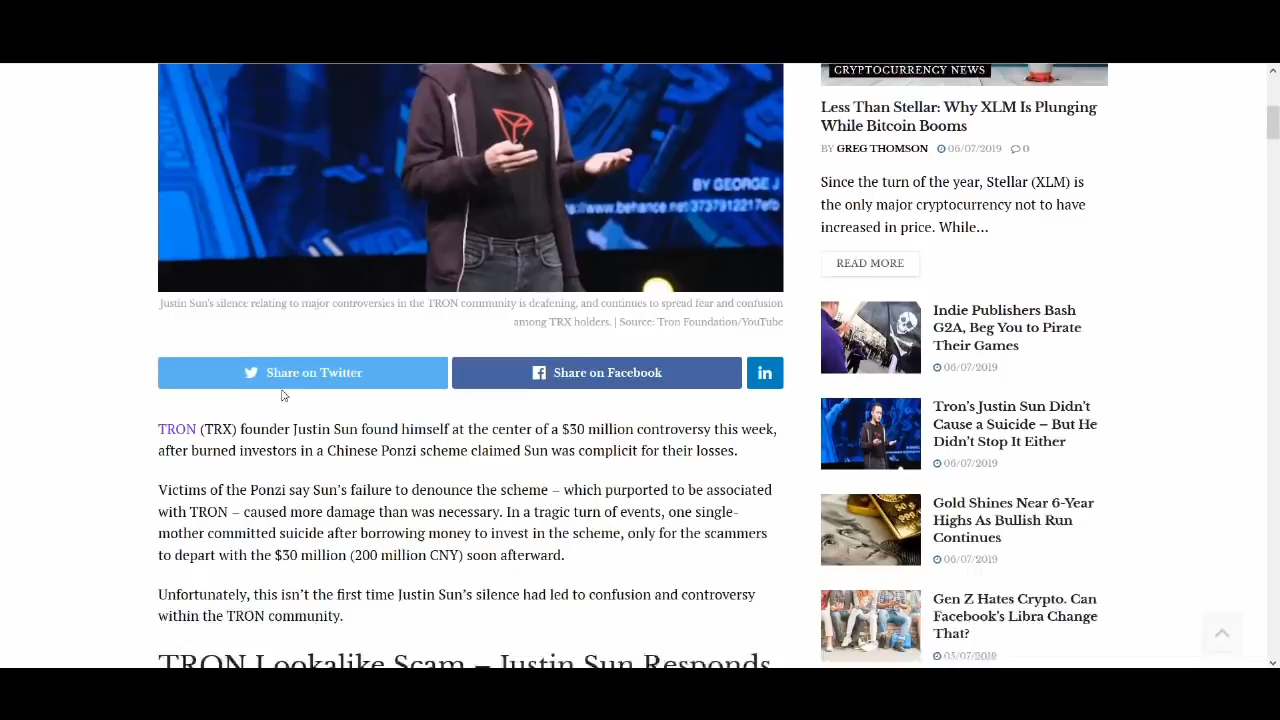 BY GEORGE J
://www.behance.net
Justin Sun's silence relating to major controversies in the TRON community is deafening, and continues to spread fear and confusion
among TRX holders. | Source: Tron Foundation/YouTube
Share on Twitter
Share on Facebook
in
TRON (TRX) founder Justin Sun found himself at the center of a $30 million controversy this week,
after burned investors in a Chinese Ponzi scheme claimed Sun was complicit for their losses.
Victims of the Ponzi say Sun's failure to denounce the scheme – which purported to be associated
with TRON – caused more damage than was necessary. In a tragic turn of events, one single-
mother committed suicide after borrowing money to invest in the scheme, only for the scammers
to depart with the $30 million (200 million CNY) soon afterward.
Unfortunately, this isn't the first time Justin Sun's silence had led to confusion and controversy
within the TRON community.
TRON Lookalike Scam – Justin Sun Responds
CRYPTOCURRENCY NEWS
Less Than Stellar: Why XLM Is Plunging
While Bitcoin Booms
BY GREG THOMSON 06/07/2019 0
Since the turn of the year, Stellar (XLM) is
the only major cryptocurrency not to have
increased in price. While...
READ MORE
Indie Publishers Bash
G2A, Beg You to Pirate
Their Games
06/07/2019
Tron's Justin Sun Didn't
Cause a Suicide – But He
Didn't Stop It Either
06/07/2019
Gold Shines Near 6-Year
Highs As Bullish Run
Continues
06/07/2019
Gen Z Hates Crypto. Can
Facebook's Libra Change
That?
05/07/2019